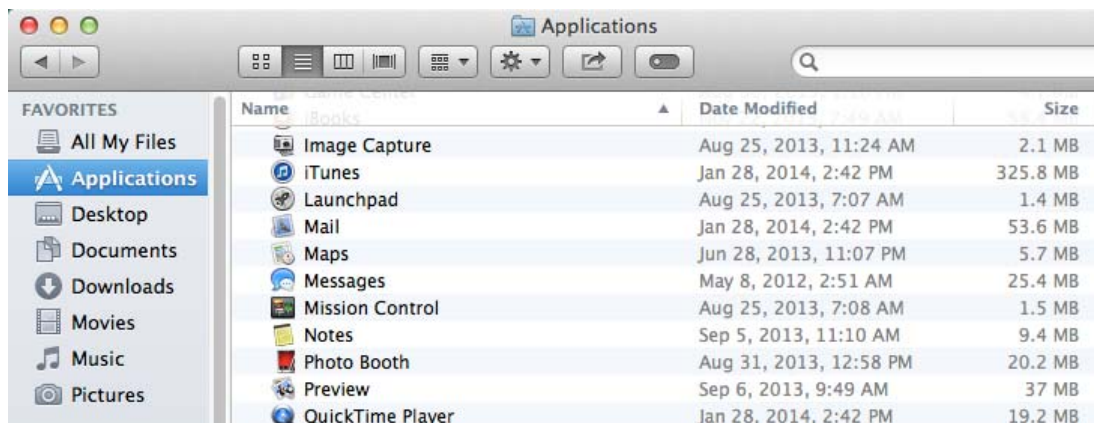 Applications
FAVORITES
All My Files
Applications
Desktop
Documents
Downloads
Movies
Music
Pictures
Name Date Modified Size
Game Center
iBooks
Image Capture Aug 25, 2013, 11:24 AM 2.1 MB
iTunes Jan 28, 2014, 2:42 PM 325.8 MB
Launchpad Aug 25, 2013, 7:07 AM 1.4 MB
Mail Jan 28, 2014, 2:42 PM 53.6 MB
Maps Jun 28, 2013, 11:07 PM 5.7 MB
Messages May 8, 2012, 2:51 AM 25.4 MB
Mission Control Aug 25, 2013, 7:08 AM 1.5 MB
Notes Sep 5, 2013, 11:10 AM 9.4 MB
Photo Booth Aug 31, 2013, 12:58 PM 20.2 MB
Preview Sep 6, 2013, 9:49 AM 37 MB
QuickTime Player Jan 28, 2014, 2:42 PM 19.2 MB